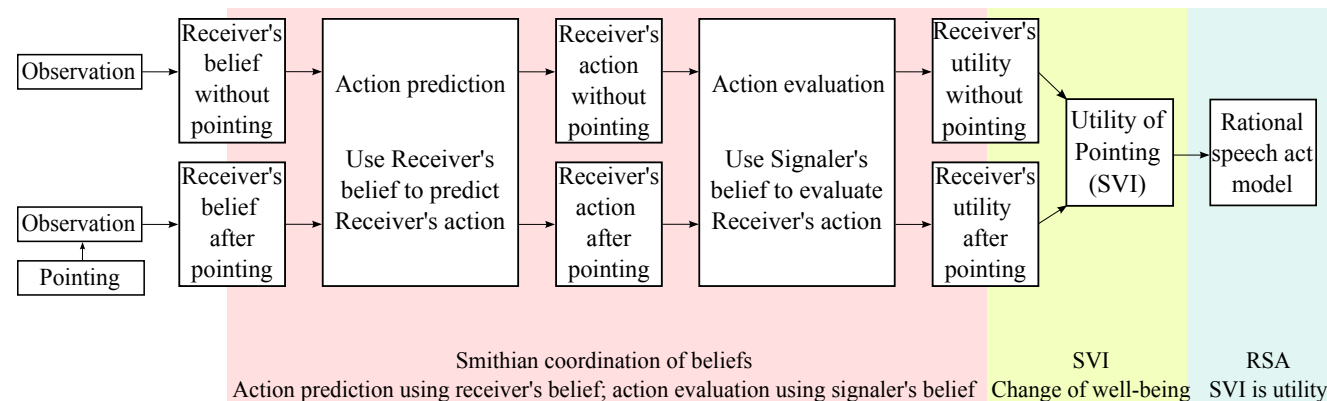 Observation
Receiver's
belief
without
pointing
Action prediction
Use Receiver's
belief to predict
Receiver's action
Receiver's
action
without
pointing
Action evaluation
Use Signaler's
belief to evaluate
Receiver's action
Receiver's
utility
without
pointing
Utility of
Pointing
(SVI)
Rational
speech act
model
Observation
Pointing
Receiver's
belief
after
pointing
Receiver's
action
after
pointing
Receiver's
utility
after
pointing
Smithian coordination of beliefs
Action prediction using receiver's belief; action evaluation using signaler's belief
SVI
Change of well-being
RSA
SVI is utility